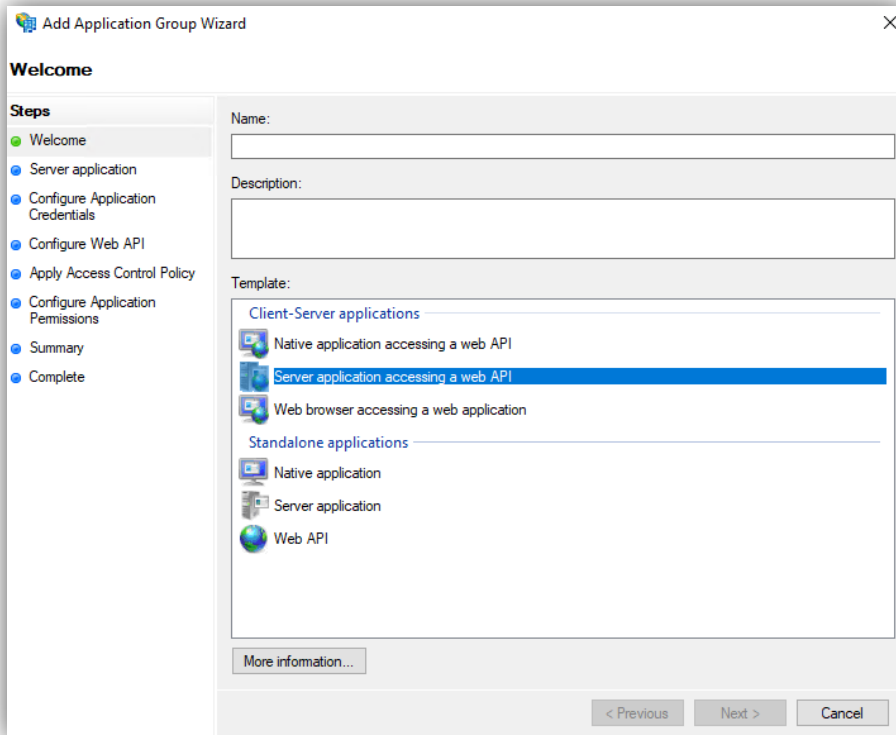 Add Application Group Wizard
Welcome
Steps
Welcome
Server application
Configure Application
Credentials
Configure Web API
Apply Access Control Policy
Configure Application
Permissions
Summary
Complete
Name:
Description:
Template:
Client-Server applications
Native application accessing a web API
Server application accessing a web API
Web browser accessing a web application
Standalone applications
Native application
Server application
Web API
More information...
< Previous
Next >
Cancel